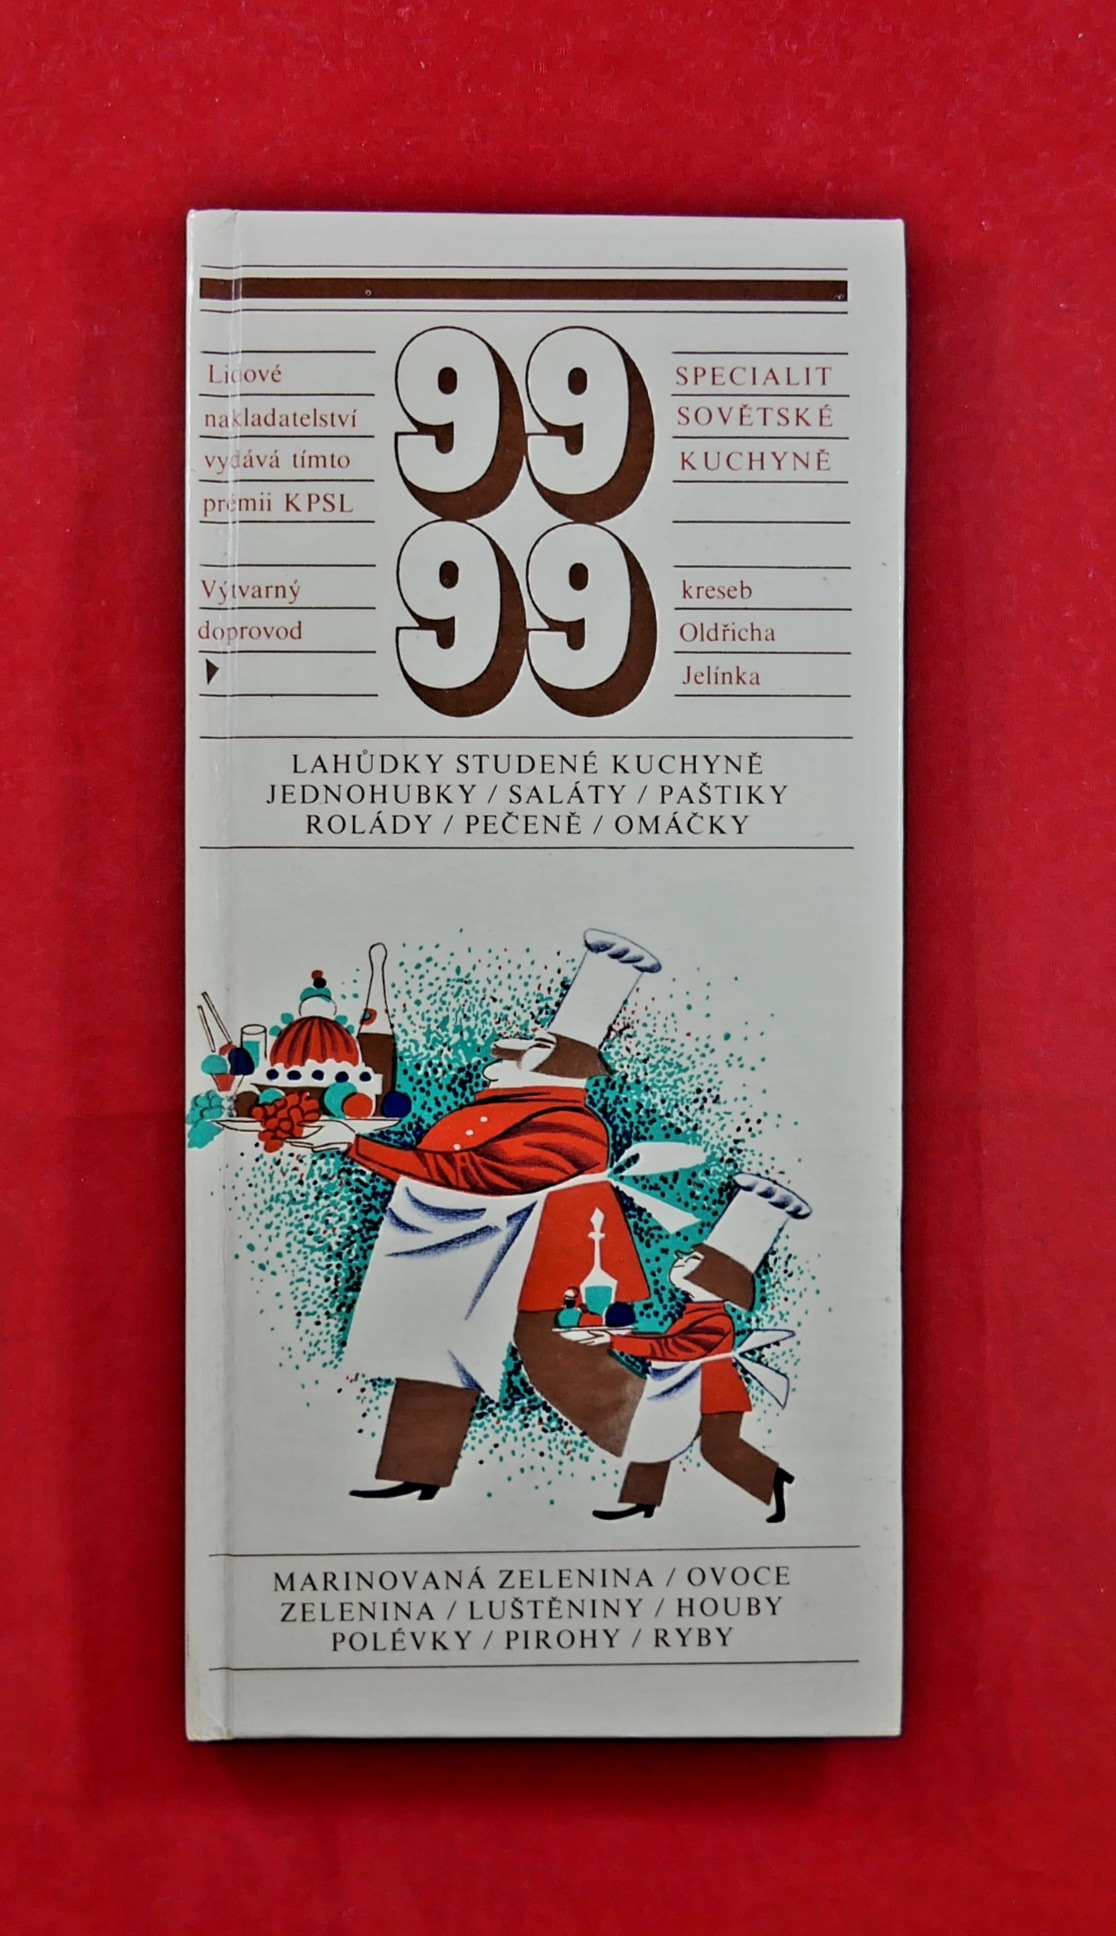 Lidové
nakladatelství
vydává tímto
prémii KPSL
99
SPECIALIT
SOVĚTSKÉ
KUCHYNĚ
Výtvarný
doprovod
99
kreseb
Oldřicha
Jelínka
LAHŮDKY STUDENÉ KUCHYNĚ
JEDNOHUBKY / SALÁTY / PAŠTIKY
ROLÁDY / PEČENĚ / OMÁČKY
MARINOVANÁ ZELENINA / OVOCE
ZELENINA / LUŠTĚNINY / HOUBY
POLÉVKY / PIROHY / RYBY